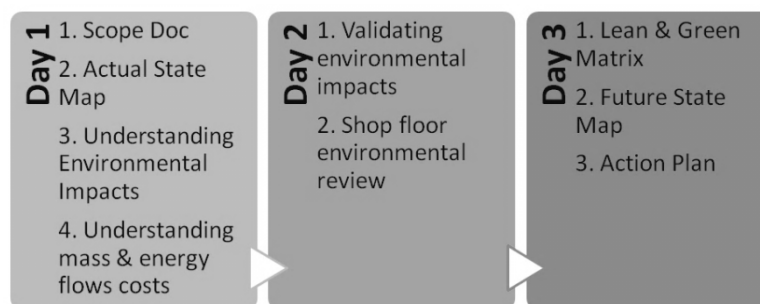 Day 1
1. Scope Doc
2. Actual State
Map
3. Understanding
Environmental
Impacts
4. Understanding
mass & energy
flows costs
Day 2
1. Validating
environmental
impacts
2. Shop floor
environmental
review
Day 3
1. Lean & Green
Matrix
2. Future State
Map
3. Action Plan